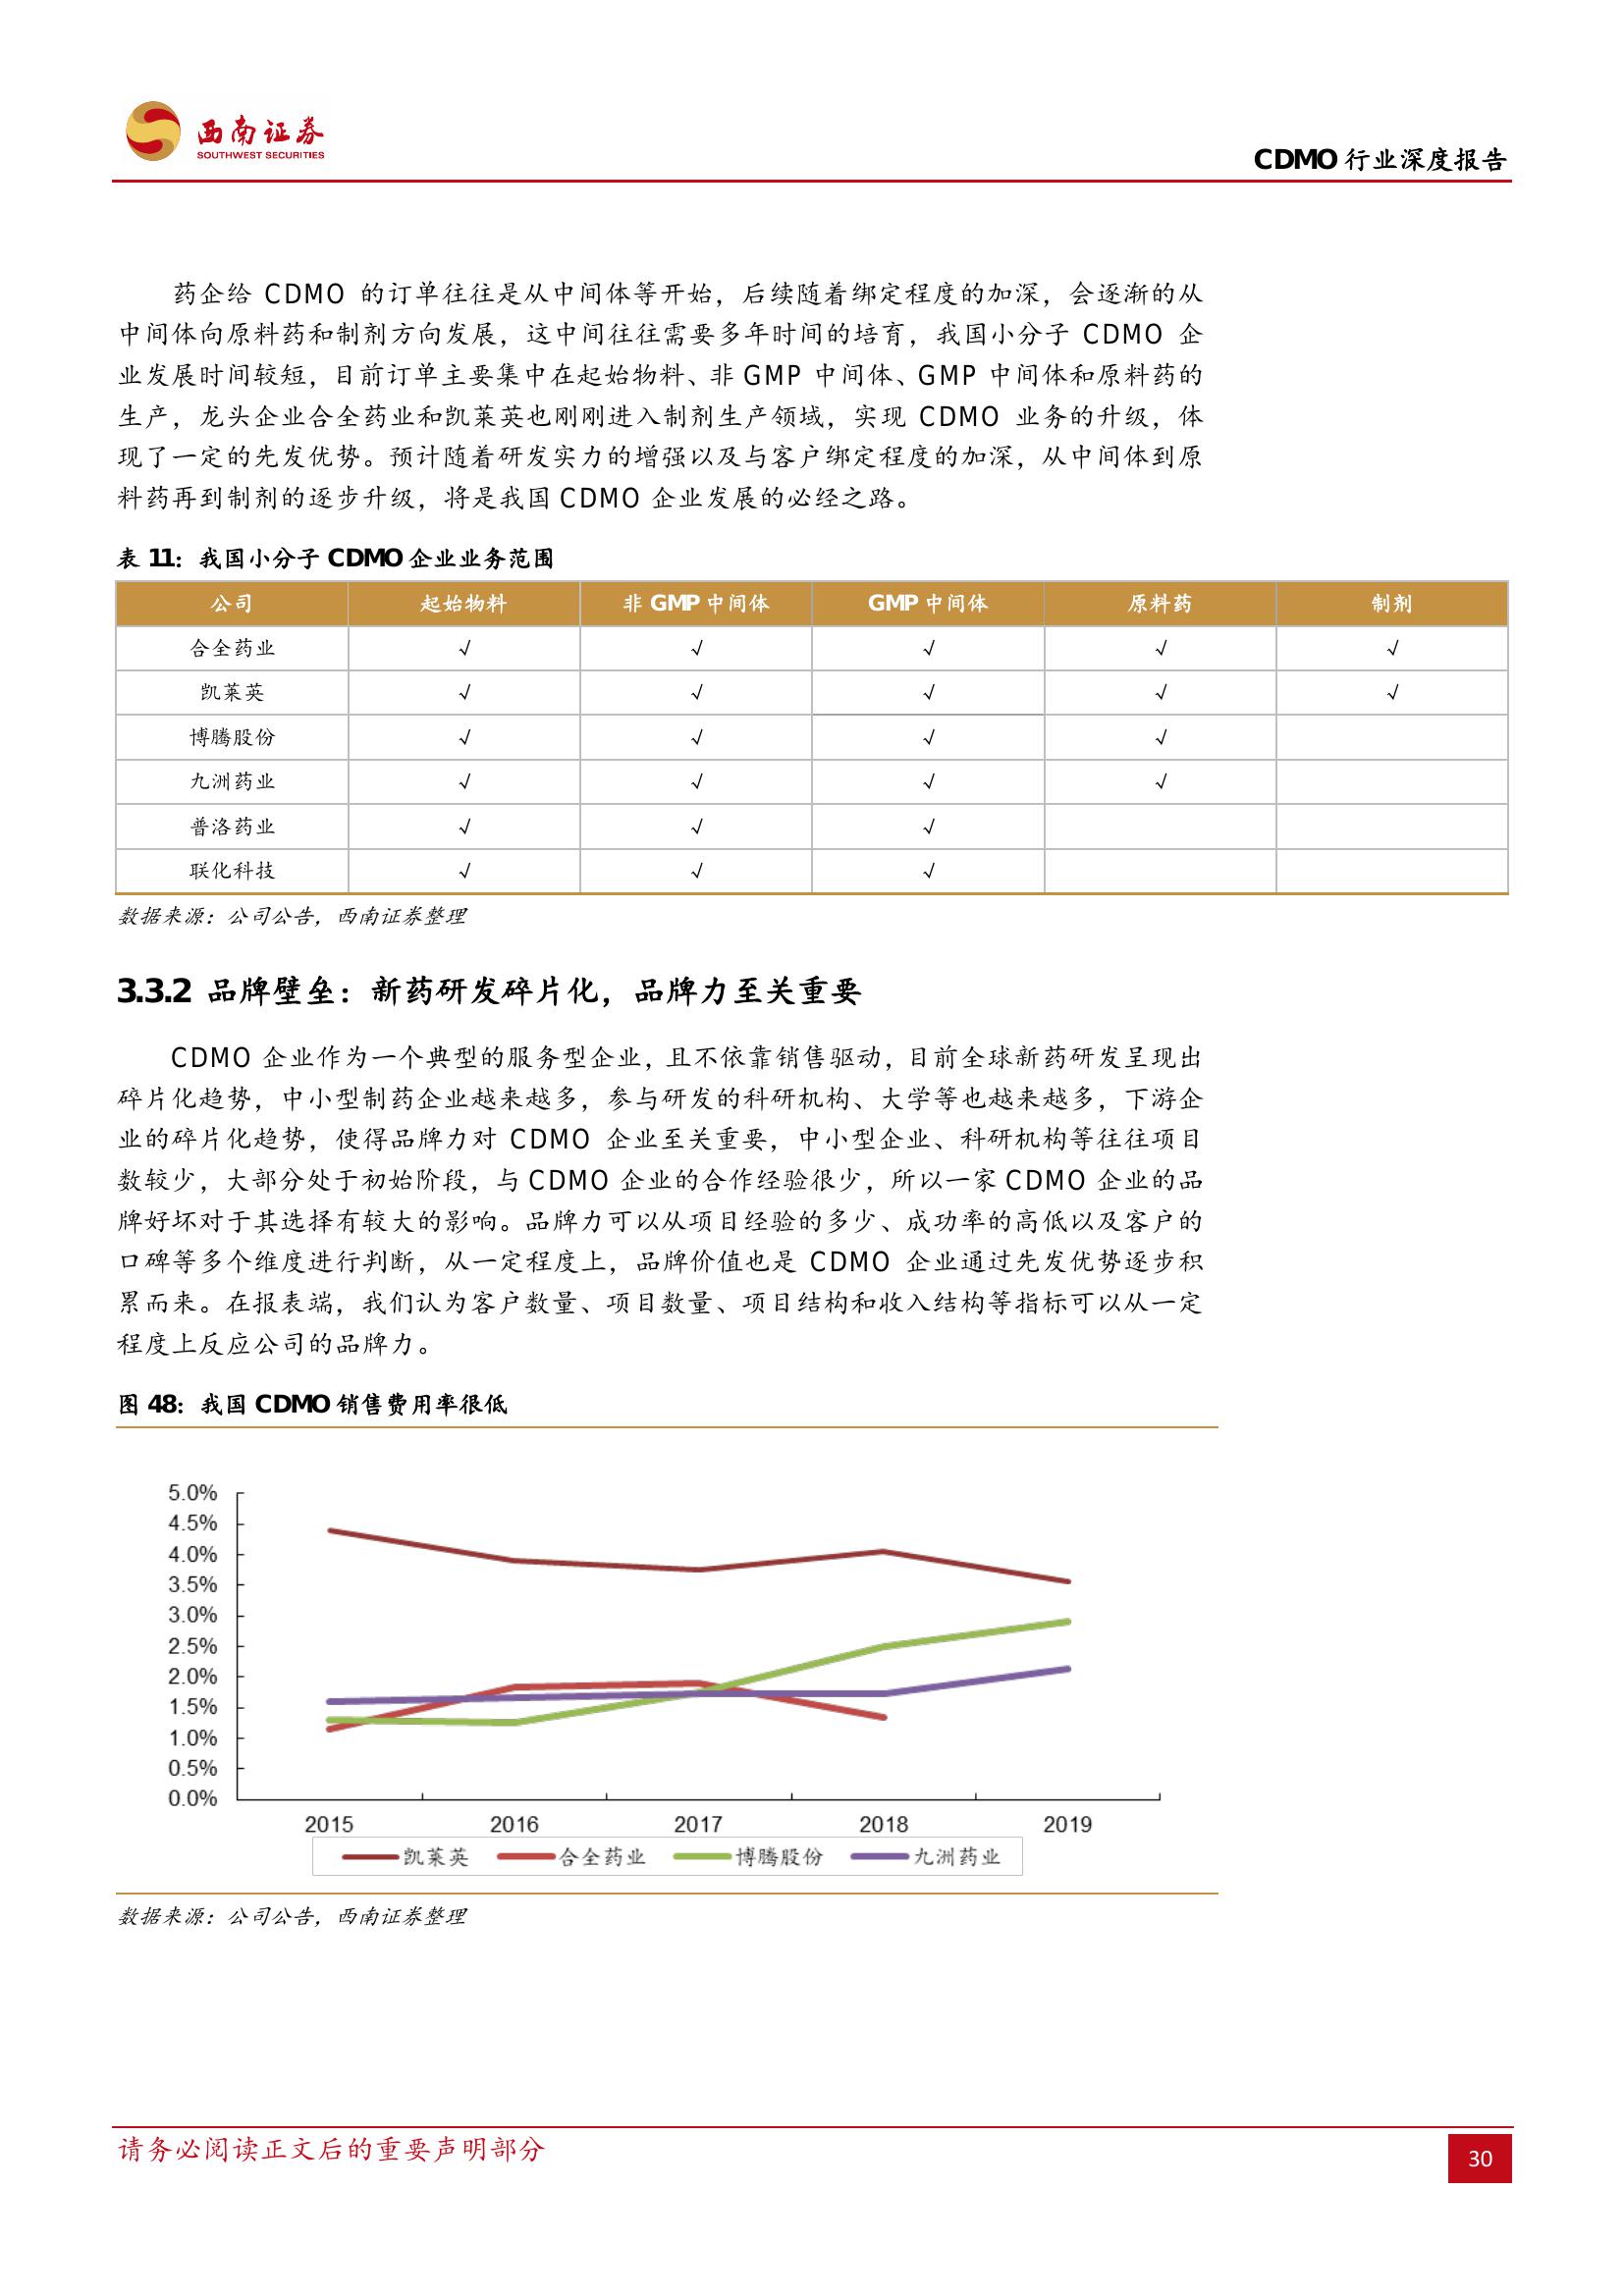 西南证券
SOUTHWEST SECURITIES
CDMO 行业深度报告
药企给 CDMO 的订单往往是从中间体等开始，后续随着绑定程度的加深，会逐渐的从
中间体向原料药和制剂方向发展，这中间往往需要多年时间的培育，我国小分子 CDMO 企
业发展时间较短，目前订单主要集中在起始物料、非 GMP 中间体、GMP 中间体和原料药的
生产，龙头企业合全药业和凯莱英也刚刚进入制剂生产领域，实现 CDMO 业务的升级，体
现了一定的先发优势。预计随着研发实力的增强以及与客户绑定程度的加深，从中间体到原
料药再到制剂的逐步升级，将是我国 CDMO 企业发展的必经之路。
表 11：我国小分子 CDMO 企业业务范围
公司 起始物料 非 GMP 中间体 GMP 中间体 原料药 制剂
合全药业 √ √ √ √ √
凯莱英 √ √ √ √ √
博腾股份 √ √ √ √
九洲药业 √ √ √ √
普洛药业 √ √ √
联化科技 √ √ √
数据来源：公司公告，西南证券整理
3.3.2 品牌壁垒：新药研发碎片化，品牌力至关重要
CDMO 企业作为一个典型的服务型企业，且不依靠销售驱动，目前全球新药研发呈现出
碎片化趋势，中小型制药企业越来越多，参与研发的科研机构、大学等也越来越多，下游企
业的碎片化趋势，使得品牌力对 CDMO 企业至关重要，中小型企业、科研机构等往往项目
数较少，大部分处于初始阶段，与 CDMO 企业的合作经验很少，所以一家 CDMO 企业的品
牌好坏对于其选择有较大的影响。品牌力可以从项目经验的多少、成功率的高低以及客户的
口碑等多个维度进行判断，从一定程度上，品牌价值也是 CDMO 企业通过先发优势逐步积
累而来。在报表端，我们认为客户数量、项目数量、项目结构和收入结构等指标可以从一定
程度上反应公司的品牌力。
图 48：我国 CDMO 销售费用率很低
5.0%
4.5%
4.0%
3.5%
3.0%
2.5%
2.0%
1.5%
1.0%
0.5%
0.0%
2015 2016 2017 2018 2019
凯莱英 合全药业 博腾股份 九洲药业
数据来源：公司公告，西南证券整理
请务必阅读正文后的重要声明部分
30